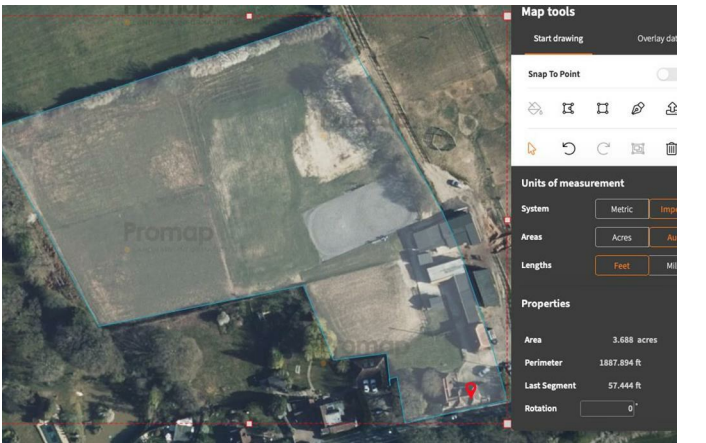 Promap
Promap
Promap
Map tools
Start drawing
Overlay dat
Snap To Point
Units of measurement
System
Metric
Impe
Areas
Acres
Au
Lengths
Feet
Mil
Properties
Area
3.688 acres
Perimeter
1887.894 ft
Last Segment
57.444 ft
Rotation
0°